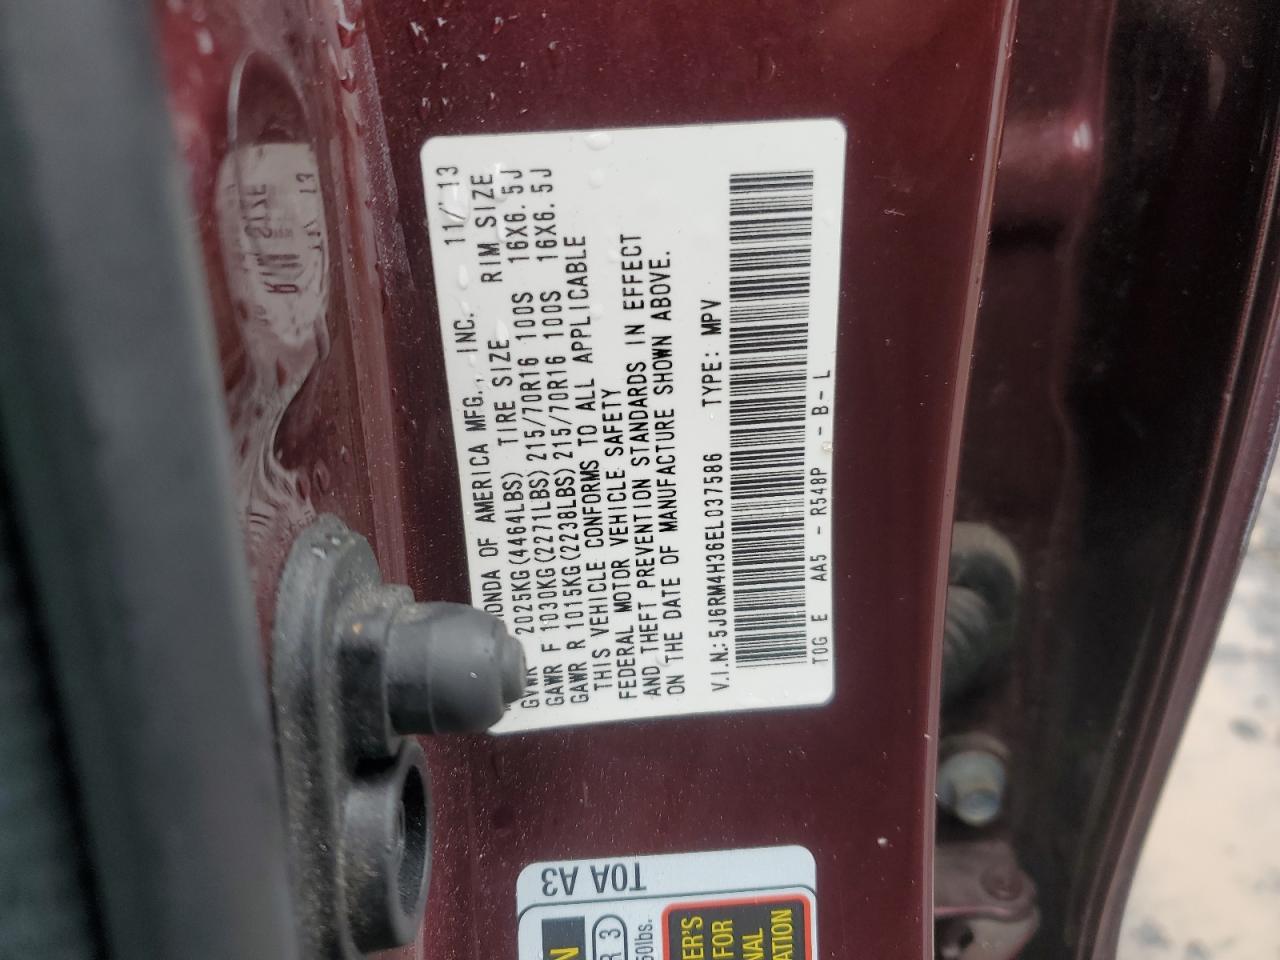 HONDA OF AMERICA MFG., INC. 11/13
GVWR 2025KG(4464LBS) TIRE SIZE RIM SIZE
GAWR F 1030KG(2271LBS) 215/70R16 100S 16X6.5J
GAWR R 1015KG(2238LBS) 215/70R16 100S 16X6.5J
THIS VEHICLE CONFORMS TO ALL APPLICABLE
FEDERAL MOTOR VEHICLE SAFETY
AND THEFT PREVENTION STANDARDS IN EFFECT
ON THE DATE OF MANUFACTURE SHOWN ABOVE.
V.I.N.: 5J6RM4H36EL037586 TYPE: MPV
T0G E AA5 - R548P - B - L
T0A A3
R 3